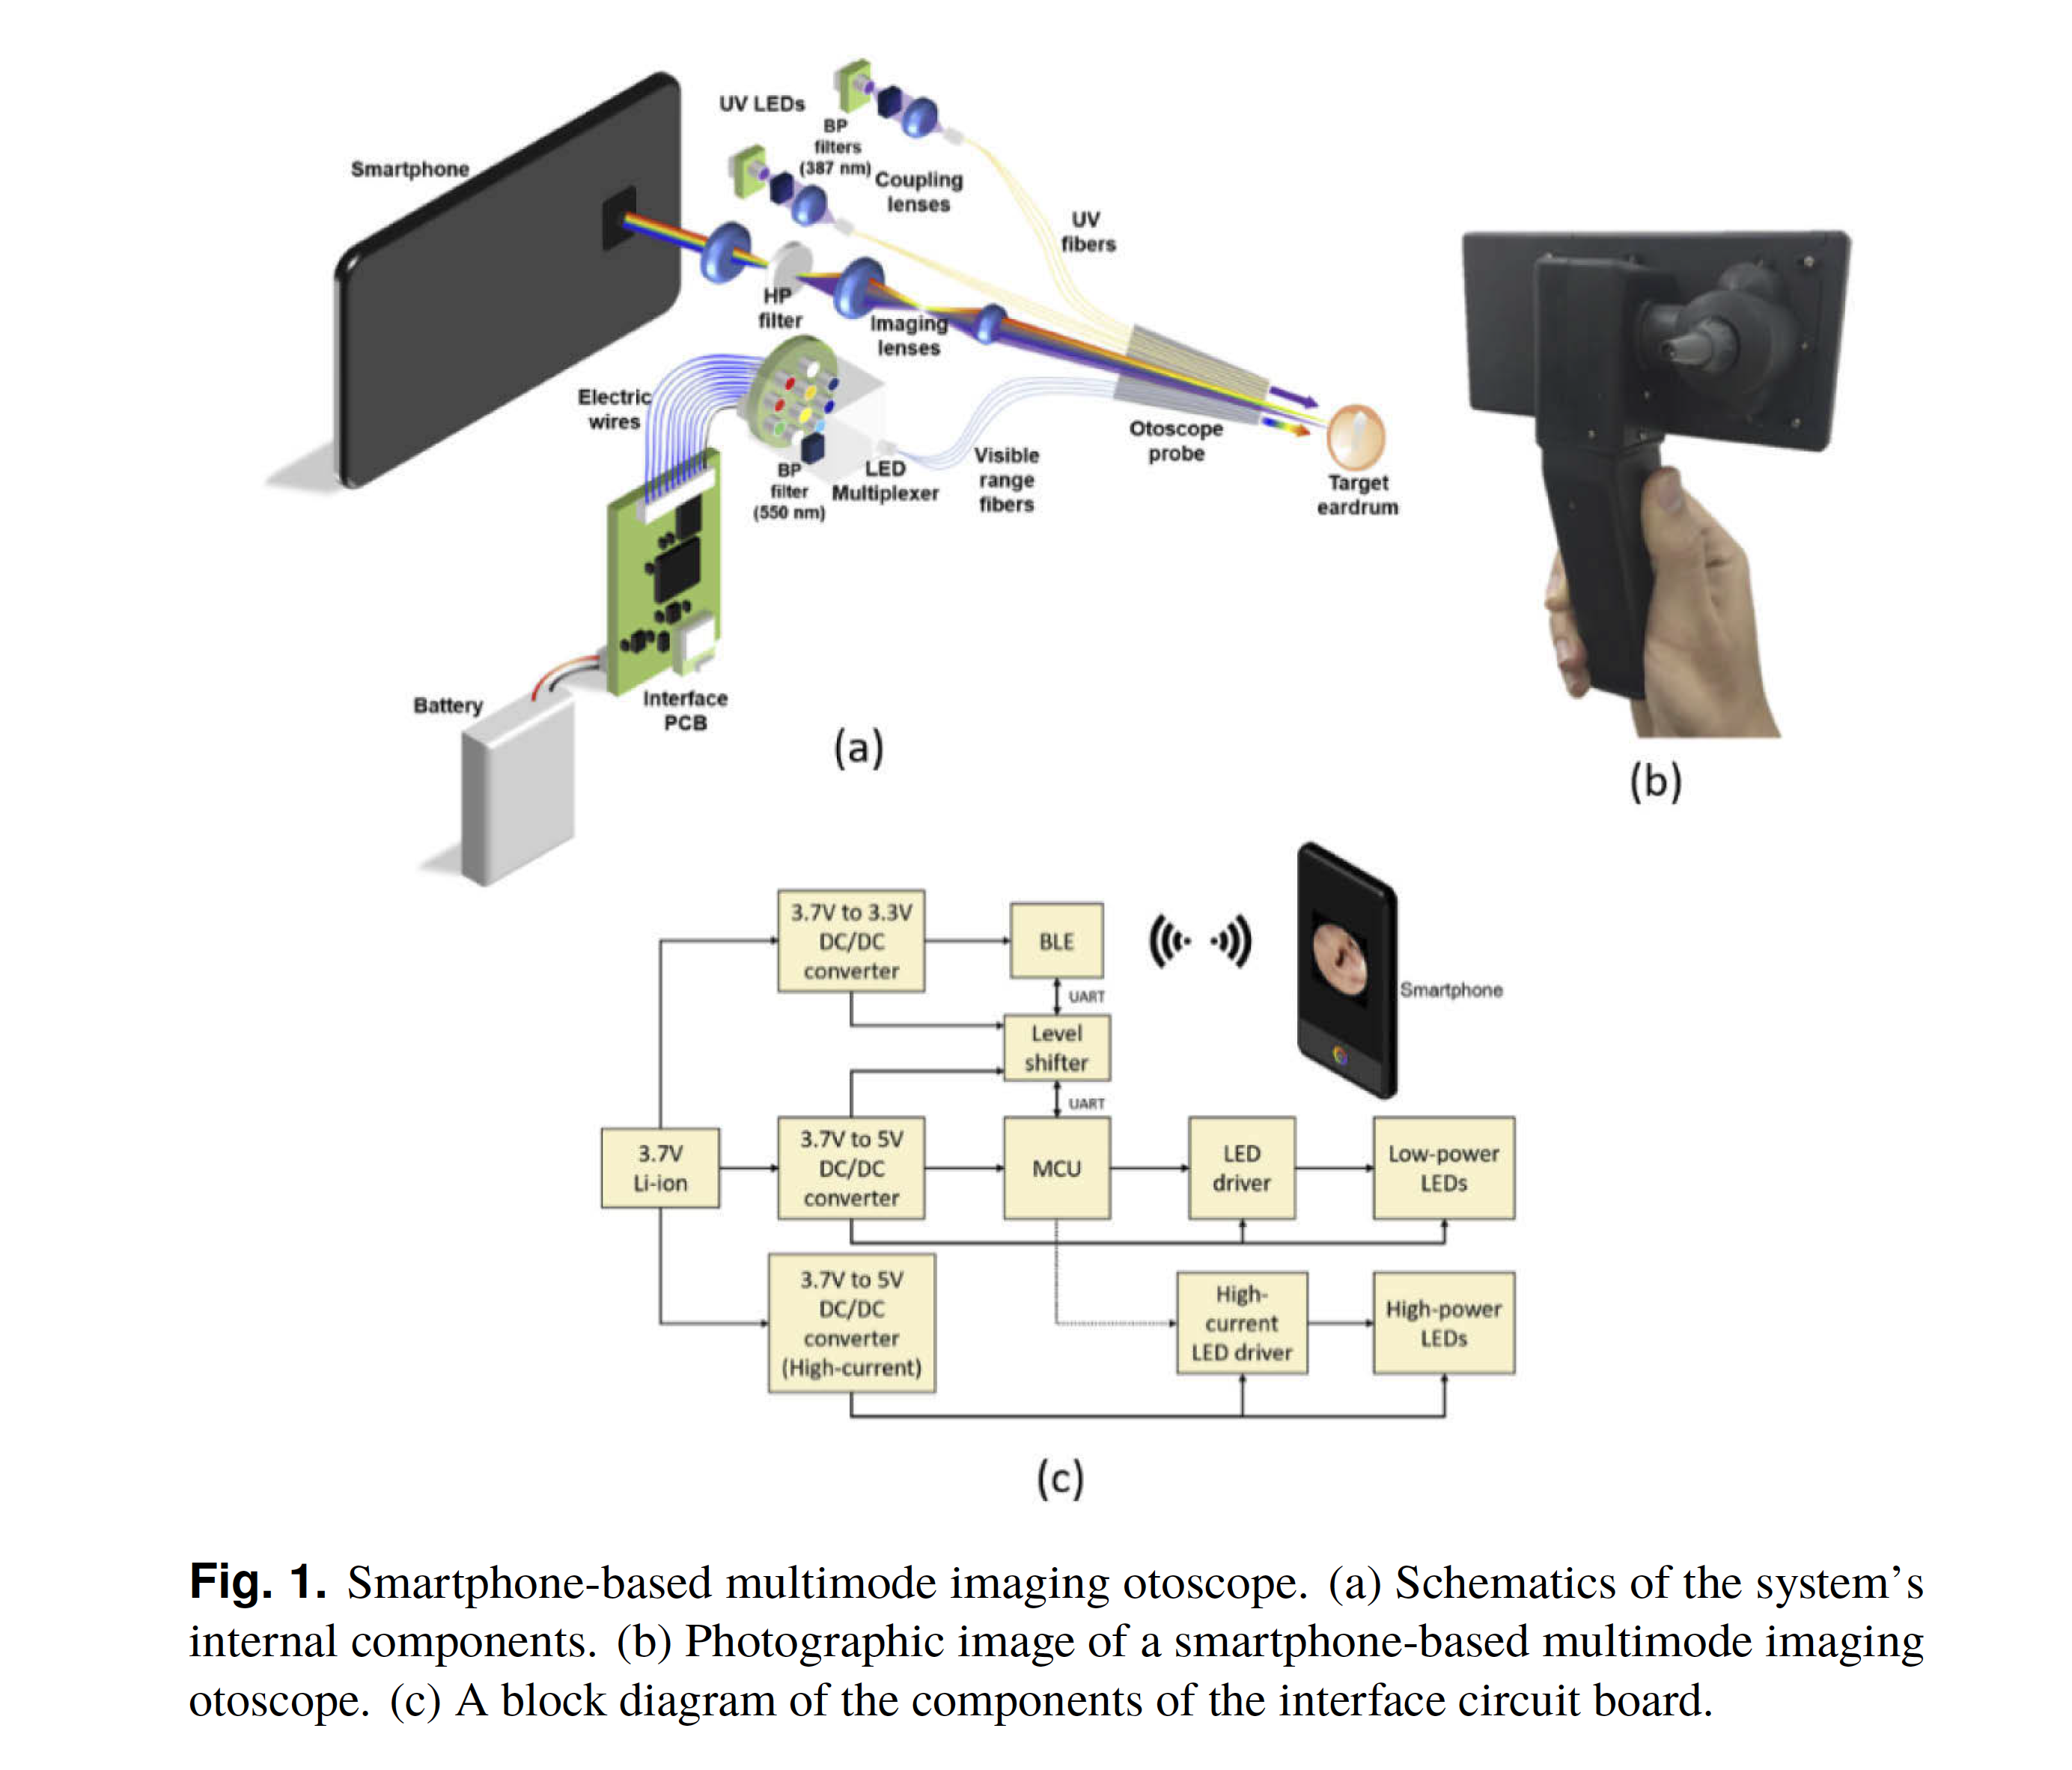 Smartphone
UV LEDs
BP
filters
(387 nm)
Coupling
lenses
UV
fibers
HP
filter
Imaging
lenses
Electric
wires
BP
filter
(550 nm)
LED
Multiplexer
Visible
range
fibers
Otoscope
probe
Target
eardrum
Battery
Interface
PCB
(a)
(b)
3.7V to 3.3V
DC/DC
converter
BLE
UART
Smartphone
Level
shifter
UART
3.7V
Li-ion
3.7V to 5V
DC/DC
converter
MCU
LED
driver
Low-power
LEDs
3.7V to 5V
DC/DC
converter
(High-current)
High-
current
LED driver
High-power
LEDs
(c)
Fig. 1. Smartphone-based multimode imaging otoscope. (a) Schematics of the system's
internal components. (b) Photographic image of a smartphone-based multimode imaging
otoscope. (c) A block diagram of the components of the interface circuit board.